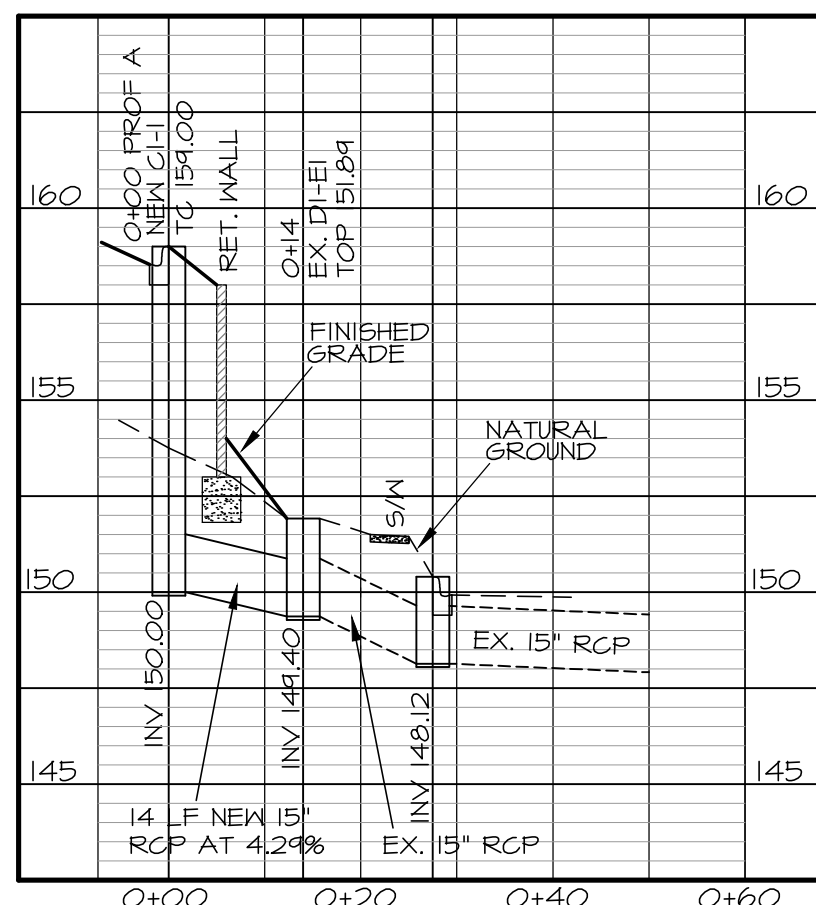 0+00 PROF A
NEW CI-1
TC 159.00
RET. WALL
0+14
EX. DI-E1
TOP 151.89
160
160
FINISHED
GRADE
155
155
NATURAL
GROUND
S/W
150
150
EX. 15" RCP
INV 150.00
INV 149.40
INV 148.12
145
145
14 LF NEW 15"
RCP AT 4.29%
EX. 15" RCP
0+00
0+20
0+40
0+60